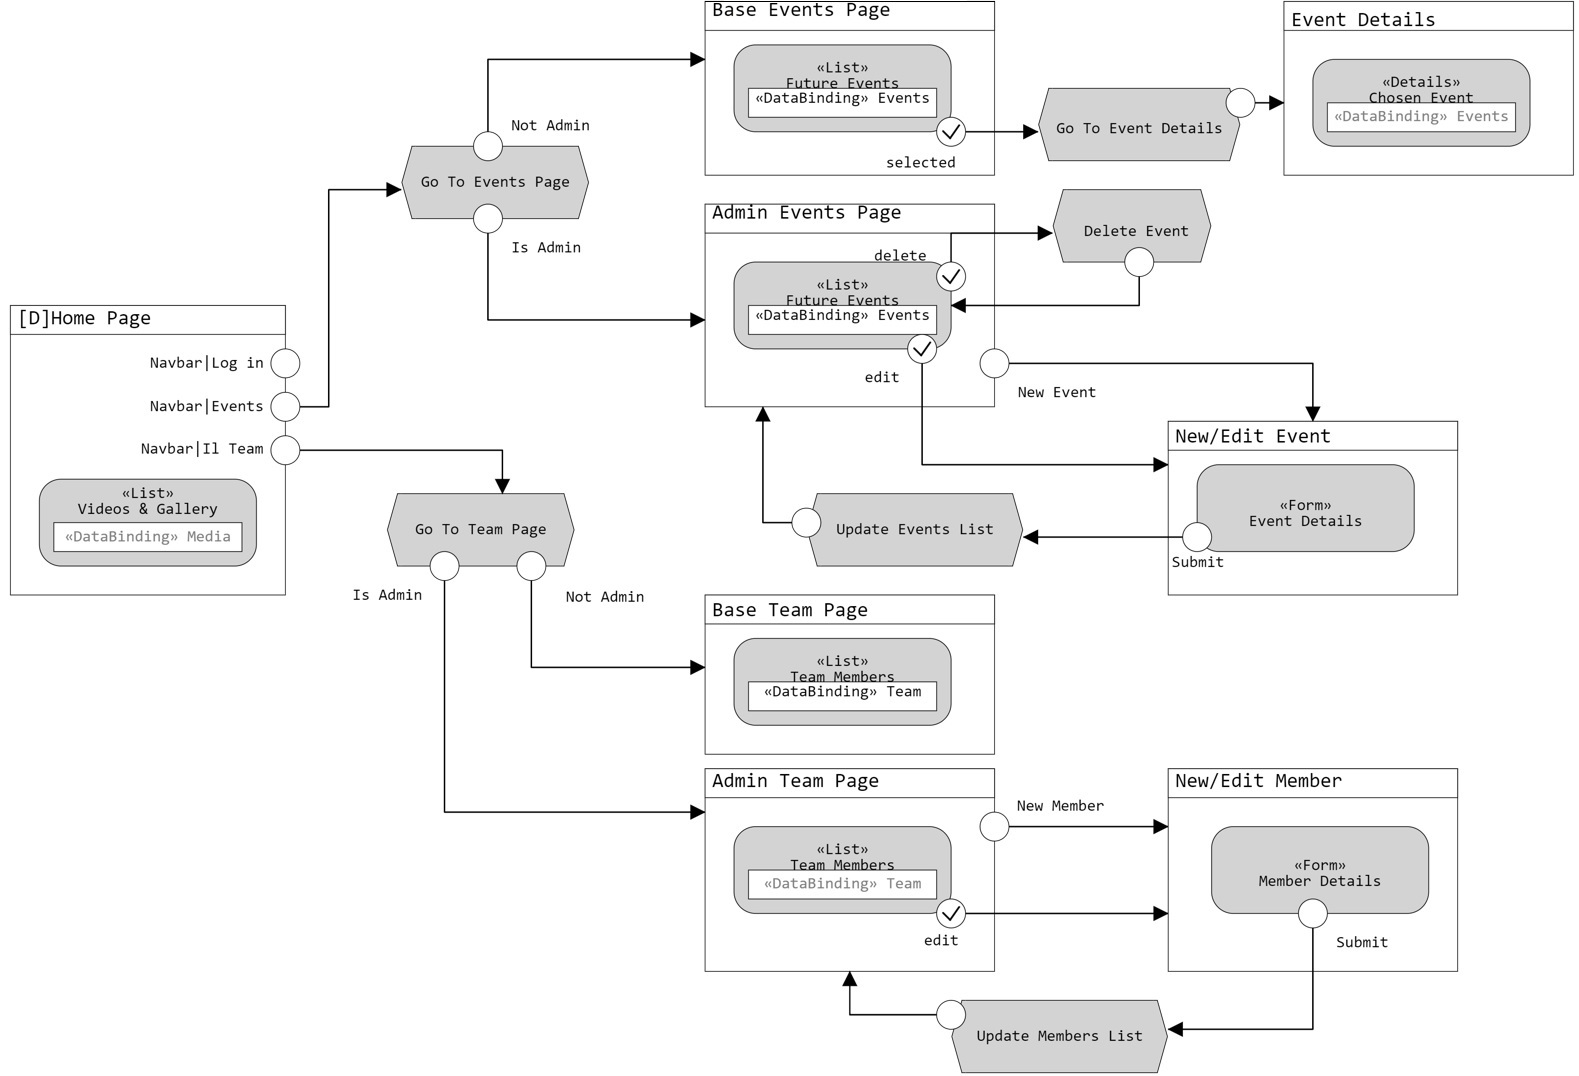 Base Events Page
«List»
Future Events
«DataBinding» Events
selected
Go To Event Details
Event Details
«Details»
Chosen Event
«DataBinding» Events
Not Admin
Go To Events Page
Is Admin
Admin Events Page
delete
«List»
Future Events
«DataBinding» Events
edit
Delete Event
New Event
[D]Home Page
Navbar|Log in
Navbar|Events
Navbar|Il Team
«List»
Videos & Gallery
«DataBinding» Media
New/Edit Event
«Form»
Event Details
Submit
Update Events List
Go To Team Page
Is Admin
Not Admin
Base Team Page
«List»
Team Members
«DataBinding» Team
Admin Team Page
«List»
Team Members
«DataBinding» Team
edit
New Member
New/Edit Member
«Form»
Member Details
Submit
Update Members List